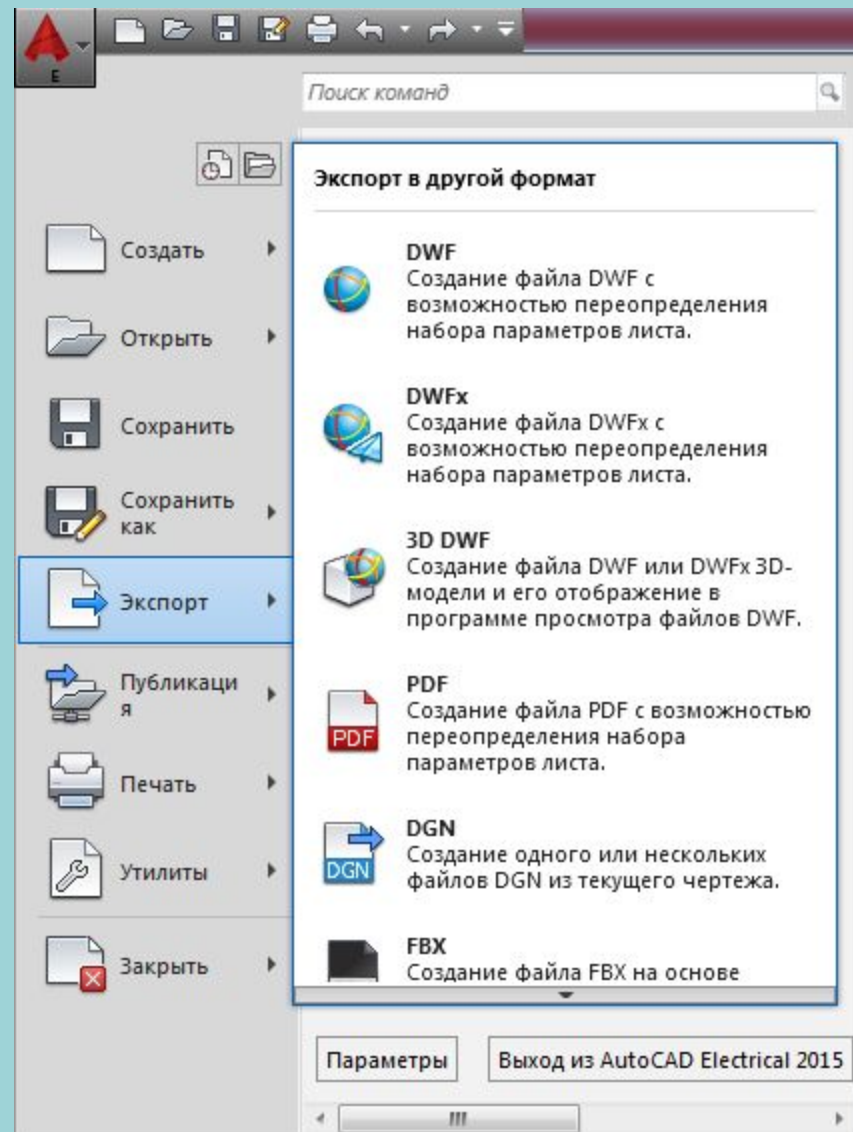 E
Поиск команд
Экспорт в другой формат
Создать
Открыть
Сохранить
Сохранить
как
Экспорт
Публикаци
я
Печать
Утилиты
Закрыть
DWF
Создание файла DWF с
возможностью переопределения
набора параметров листа.
DWFx
Создание файла DWFx с
возможностью переопределения
набора параметров листа.
3D DWF
Создание файла DWF или DWFx 3D-
модели и его отображение в
программе просмотра файлов DWF.
PDF
PDF
Создание файла PDF с возможностью
переопределения набора
параметров листа.
DGN
DGN
Создание одного или нескольких
файлов DGN из текущего чертежа.
FBX
Создание файла FBX на основе
Параметры
Выход из AutoCAD Electrical 2015